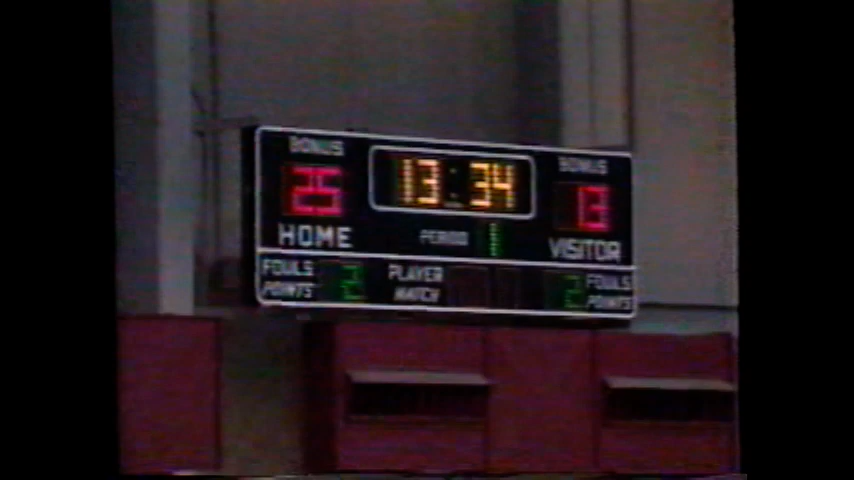 BONUS BONUS
25 13:34 13
HOME PERIOD 1 VISITOR
FOULS 2 PLAYER 2 FOULS
POINTS MATCH POINTS